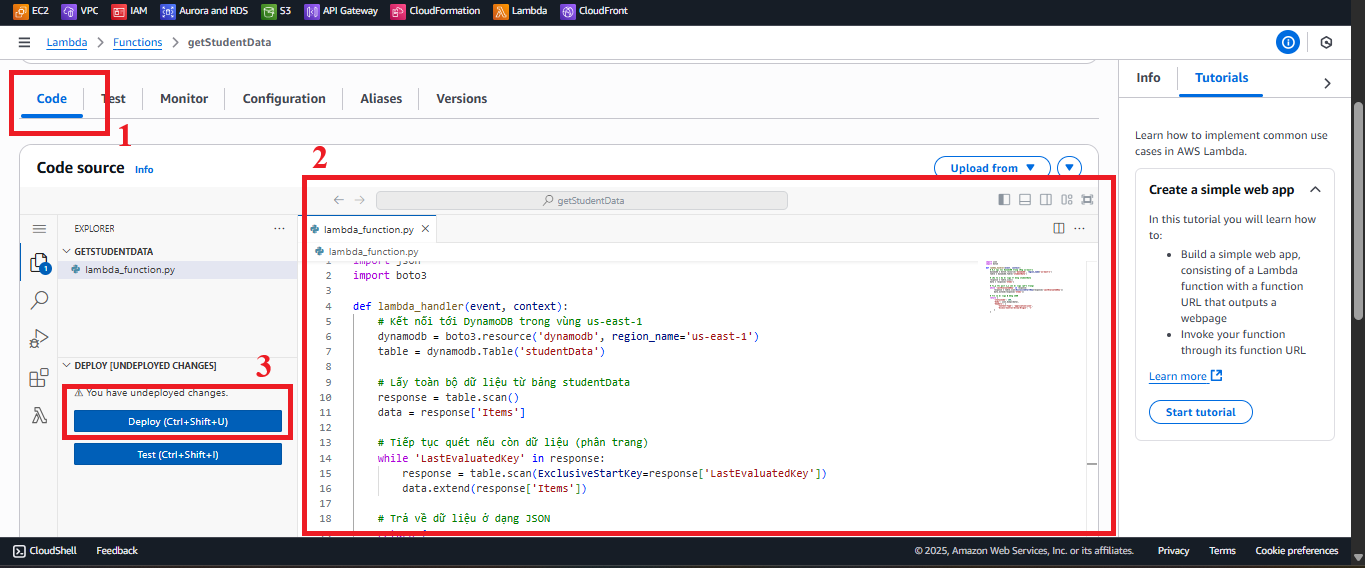 EC2 VPC IAM Aurora and RDS S3 API Gateway CloudFormation Lambda CloudFront
Lambda > Functions > getStudentData
Info Tutorials
Code Test Monitor Configuration Aliases Versions
1
2
Code source Info
Upload from
getStudentData
EXPLORER
GETSTUDENTDATA
lambda_function.py
1
lambda_function.py
lambda_function.py
import json
2 import boto3
3
4 def lambda_handler(event, context):
5 # Kết nối tới DynamoDB trong vùng us-east-1
6 dynamodb = boto3.resource('dynamodb', region_name='us-east-1')
7 table = dynamodb.Table('studentData')
8
9 # Lấy toàn bộ dữ liệu từ bảng studentData
10 response = table.scan()
11 data = response['Items']
12
13 # Tiếp tục quét nếu còn dữ liệu (phân trang)
14 while 'LastEvaluatedKey' in response:
15 response = table.scan(ExclusiveStartKey=response['LastEvaluatedKey'])
16 data.extend(response['Items'])
17
18 # Trả về dữ liệu ở dạng JSON
DEPLOY [UNDEPLOYED CHANGES]
3
You have undeployed changes.
Deploy (Ctrl+Shift+U)
Test (Ctrl+Shift+I)
Learn how to implement common use
cases in AWS Lambda.
Create a simple web app
In this tutorial you will learn how
to:
• Build a simple web app,
consisting of a Lambda
function with a function
URL that outputs a
webpage
• Invoke your function
through its function URL
Learn more
Start tutorial
CloudShell Feedback
© 2025, Amazon Web Services, Inc. or its affiliates. Privacy Terms Cookie preferences